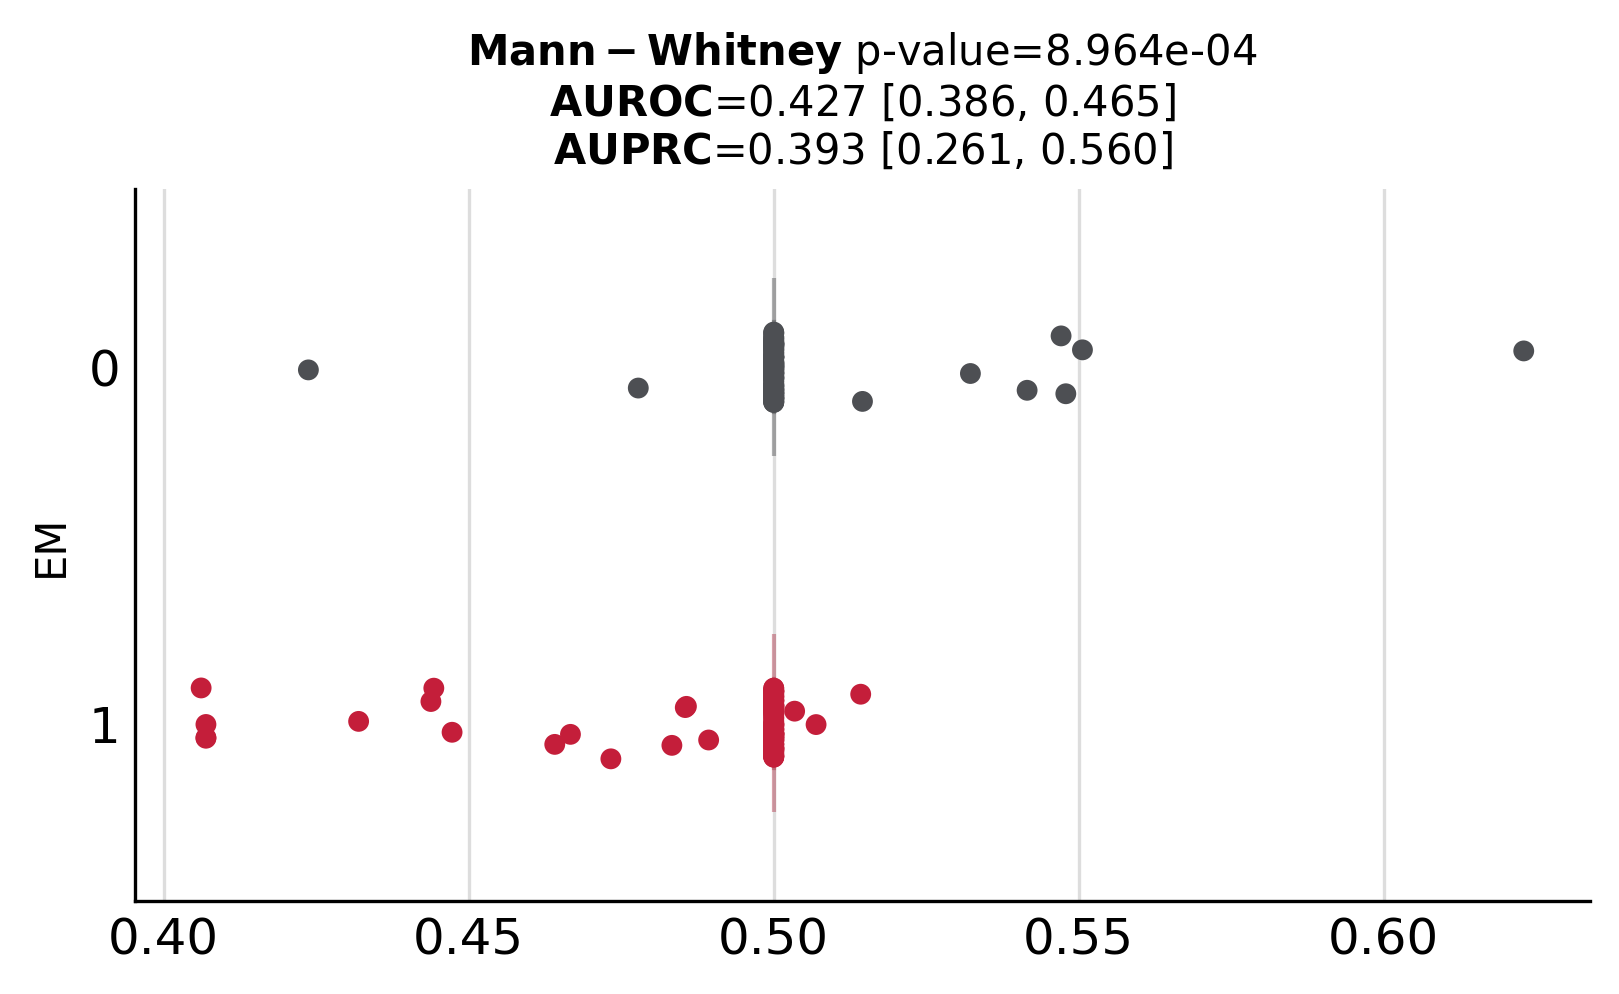 Mann − Whitney p-value=8.964e-04
AUROC=0.427 [0.386, 0.465]
AUPRC=0.393 [0.261, 0.560]
0
EM
1
0.40 0.45 0.50 0.55 0.60